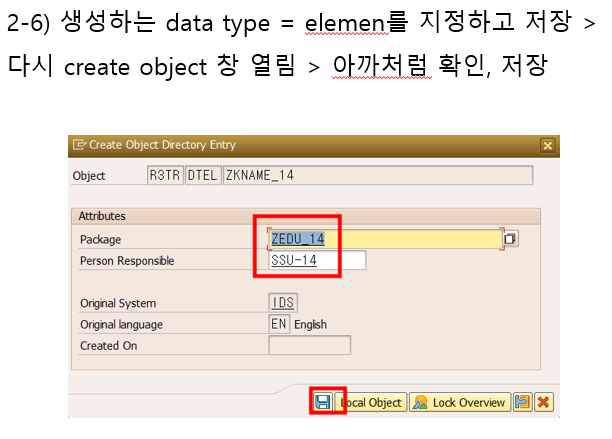 2-6) 생성하는 data type = elemen를 지정하고 저장 >
다시 create object 창 열림 > 아까처럼 확인, 저장
Create Object Directory Entry
Object R3TR DTEL ZKNAME_14
Attributes
Package ZEDU_14
Person Responsible SSU-14
Original System IDS
Original language EN English
Created On
Local Object Lock Overview